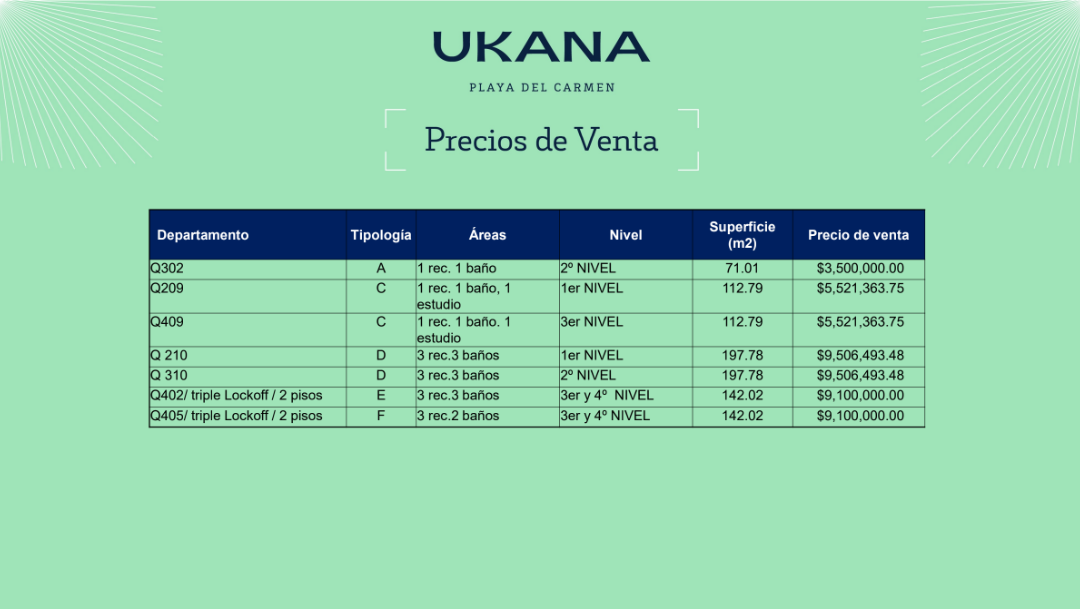 UKANA
PLAYA DEL CARMEN
Precios de Venta
Departamento Tipología Áreas Nivel Superficie (m2) Precio de venta
Q302 A 1 rec. 1 baño 2º NIVEL 71.01 $3,500,000.00
Q209 C 1 rec. 1 baño, 1 estudio 1er NIVEL 112.79 $5,521,363.75
Q409 C 1 rec. 1 baño. 1 estudio 3er NIVEL 112.79 $5,521,363.75
Q 210 D 3 rec.3 baños 1er NIVEL 197.78 $9,506,493.48
Q 310 D 3 rec.3 baños 2º NIVEL 197.78 $9,506,493.48
Q402/ triple Lockoff / 2 pisos E 3 rec.3 baños 3er y 4º  NIVEL 142.02 $9,100,000.00
Q405/ triple Lockoff / 2 pisos F 3 rec.2 baños 3er y 4º NIVEL 142.02 $9,100,000.00